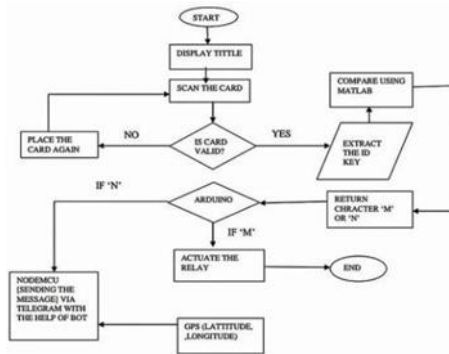 START
DISPLAY TITTLE
SCAN THE CARD
COMPARE USING
MATLAB
PLACE THE
CARD AGAIN
NO
IS CARD
VALID?
YES
EXTRACT
THE ID
KEY
IF 'N'
ARDUINO
RETURN
CHRACTER 'M'
OR 'N'
IF 'M'
ACTUATE THE
RELAY
END
NODEMCU
[SENDING THE
MESSAGE] VIA
TELEGRAM WITH
THE HELP OF BOT
GPS (LATTITUDE,
,LONGITUDE)